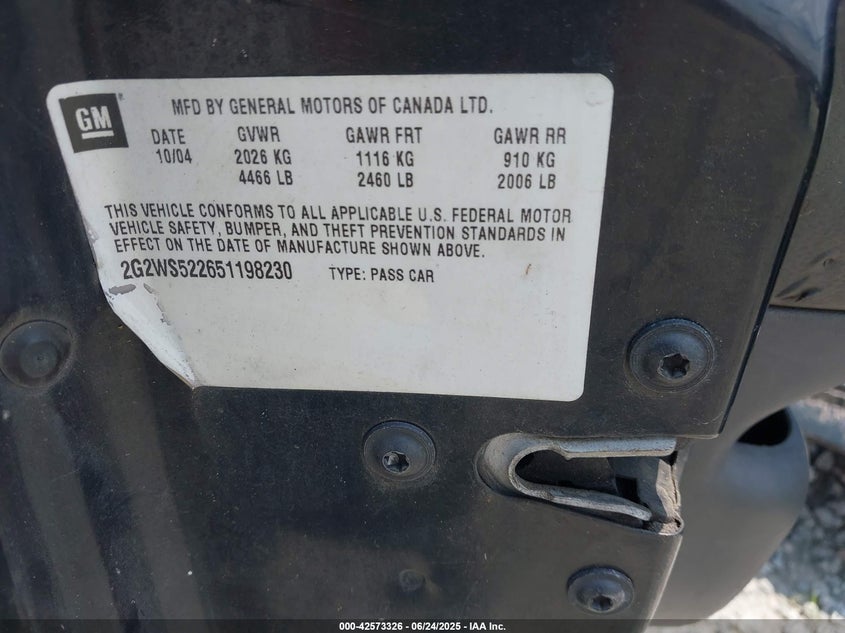 GM
MFD BY GENERAL MOTORS OF CANADA LTD.
DATE GVWR GAWR FRT GAWR RR
10/04 2026 KG 1116 KG 910 KG
4466 LB 2460 LB 2006 LB
THIS VEHICLE CONFORMS TO ALL APPLICABLE U.S. FEDERAL MOTOR
VEHICLE SAFETY, BUMPER, AND THEFT PREVENTION STANDARDS IN
EFFECT ON THE DATE OF MANUFACTURE SHOWN ABOVE.
2G2WS522651198230 TYPE: PASS CAR
000-42573326 - 06/24/2025 - IAA Inc.